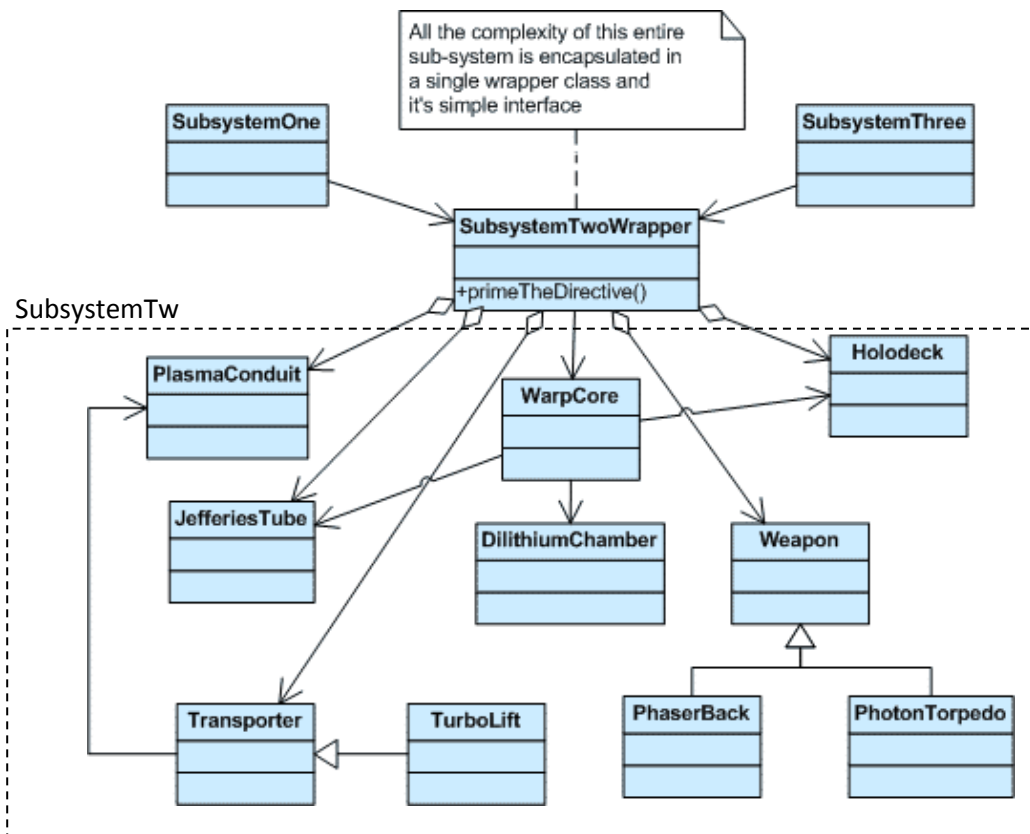 All the complexity of this entire
sub-system is encapsulated in
a single wrapper class and
it's simple interface
SubsystemOne
SubsystemThree
SubsystemTwoWrapper
+primeTheDirective()
SubsystemTw
PlasmaConduit
WarpCore
Holodeck
JefferiesTube
DilithiumChamber
Weapon
Transporter
TurboLift
PhaserBack
PhotonTorpedo